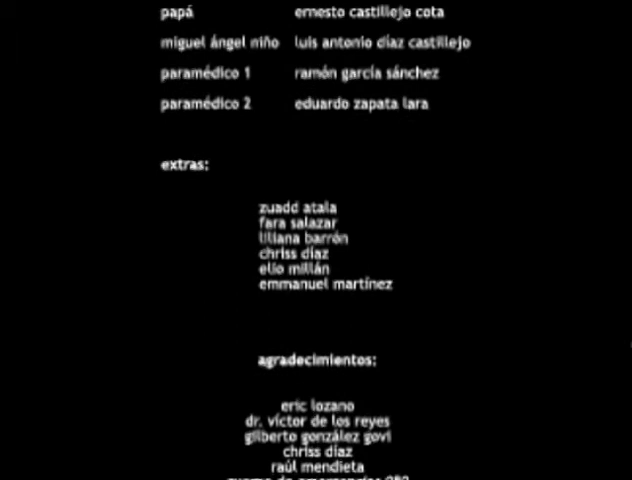 papá ernesto castillejo cota
miguel ángel niño luis antonio díaz castillejo
paramédico 1 ramón garcía sánchez
paramédico 2 eduardo zapata lara
extras:
zuadd atala
fara salazar
liliana barrón
chriss díaz
elio millán
emmanuel martínez
agradecimientos:
eric lozano
dr. víctor de los reyes
gilberto gonzález govi
chriss díaz
raúl mendieta